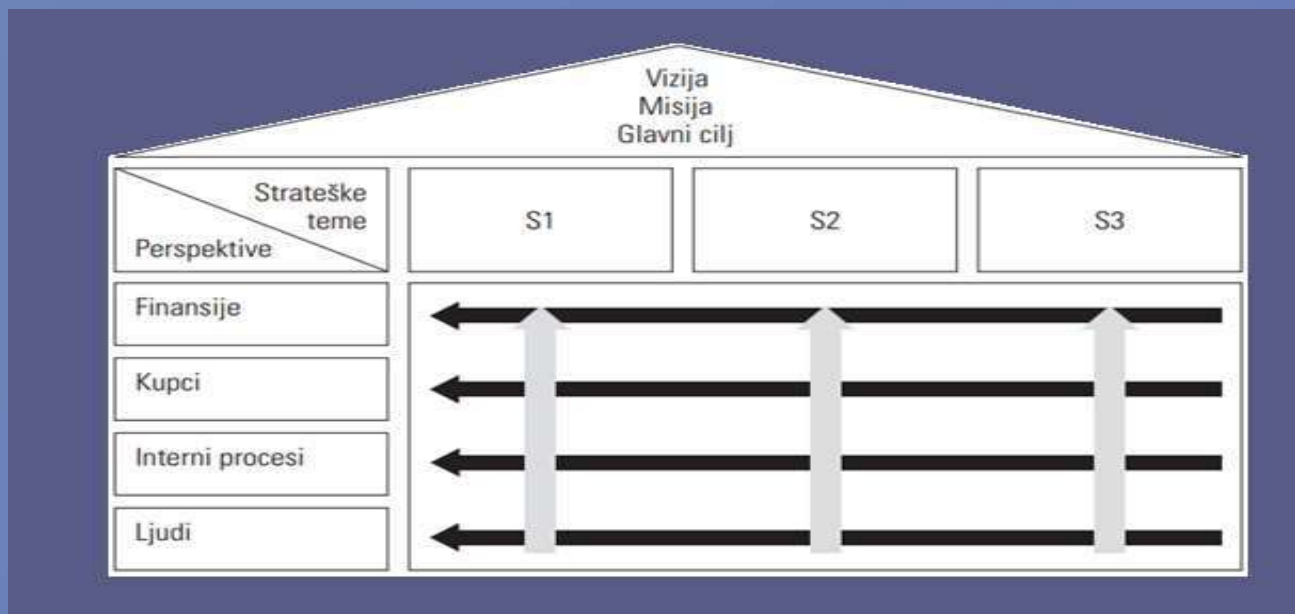 Vizija
Misija
Glavni cilj
Strateške
teme
Perspektive
S1
S2
S3
Finansije
Kupci
Interni procesi
Ljudi